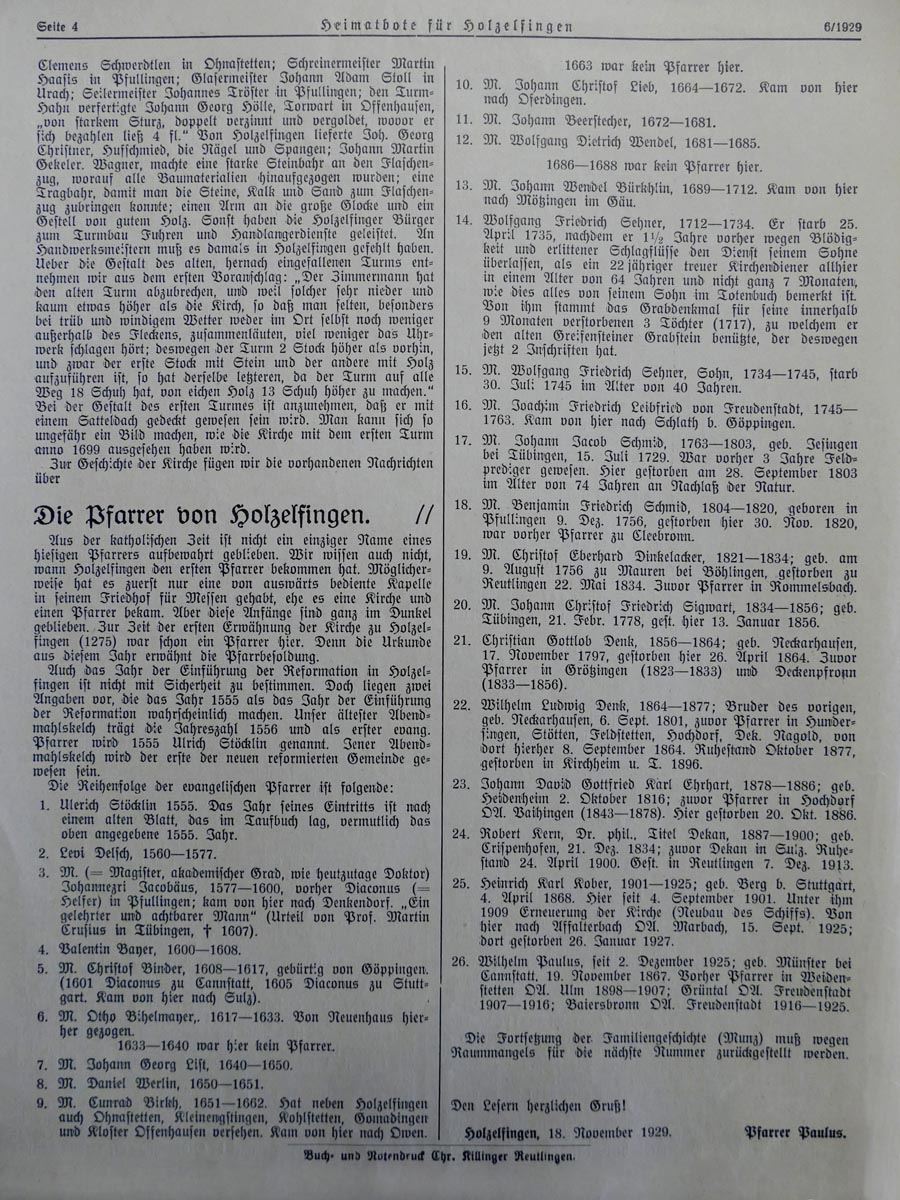 Seite 4 Heimatbote für Holzelfingen 6/1929
Clemens Schwerdtlen in Ohnastetten; Schreinermeister Martin
Haasis in Pfullingen; Glasermeister Johann Adam Stoll in
Urach; Seilermeister Johannes Tröster in Pfullingen; den Turm-
Hahn verfertigte Johann Georg Hölle, Torwart in Offenhausen,
„von starkem Sturz, doppelt verzinnt und vergoldet, wovor er
sich bezahlen ließ 4 fl.“ Von Holzelfingen lieferte Joh. Georg
Christner, Hufschmied, die Nägel und Spangen; Johann Martin
Gekeler. Wagner, machte eine starke Steinbahr an den Flaschen-
zug, worauf alle Baumaterialien hinaufgezogen wurden; eine
Tragbahr, damit man die Steine, Kalk und Sand zum Flaschen-
zug zubringen konnte; einen Arm an die große Glocke und ein
Gestell von gutem Holz. Sonst haben die Holzelfinger Bürger
zum Turmbau Fuhren und Handlangerdienste geleistet. An
Handwerksmeistern muß es damals in Holzelfingen gefehlt haben.
Ueber die Gestalt des alten, hernach eingefallenen Turms ent-
nehmen wir aus dem ersten Voranschlag: „Der Zimmermann hat
den alten Turm abzubrechen, und weil solcher sehr nieder und
kaum etwas höher als die Kirch, so daß man selten, besonders
bei trüb und windigem Wetter weder im Ort selbst noch weniger
außerhalb des Fleckens, zusammenläuten, viel weniger das Uhr-
werk schlagen hört; deswegen der Turm 2 Stock höher als vorhin,
und zwar der erste Stock mit Stein und der andere mit Holz
aufzuführen ist, so hat derselbe letzteren, da der Turm auf alle
Weg 18 Schuh hat, von eichen Holz 13 Schuh höher zu machen.“
Bei der Gestalt des ersten Turmes ist anzunehmen, daß er mit
einem Satteldach gedeckt gewesen sein wird. Man kann sich so
ungefähr ein Bild machen, wie die Kirche mit dem ersten Turm
anno 1699 ausgesehen haben wird.
Zur Geschichte der Kirche fügen wir die vorhandenen Nachrichten
über
Die Pfarrer von Holzelfingen. //
Aus der katholischen Zeit ist nicht ein einziger Name eines
hiesigen Pfarrers aufbewahrt geblieben. Wir wissen auch nicht,
wann Holzelfingen den ersten Pfarrer bekommen hat. Möglicher-
weise hat es zuerst nur eine von auswärts bediente Kapelle
in seinem Friedhof für Messen gehabt, ehe es eine Kirche und
einen Pfarrer bekam. Aber diese Anfänge sind ganz im Dunkel
geblieben. Zur Zeit der ersten Erwähnung der Kirche zu Holzel-
fingen (1275) war schon ein Pfarrer hier. Denn die Urkunde
aus diesem Jahr erwähnt die Pfarrbesoldung.
Auch das Jahr der Einführung der Reformation in Holzel-
fingen ist nicht mit Sicherheit zu bestimmen. Doch liegen zwei
Angaben vor, die das Jahr 1555 als das Jahr der Einführung
der Reformation wahrscheinlich machen. Unser ältester Abend-
mahlskelch trägt die Jahreszahl 1556 und als erster evang.
Pfarrer wird 1555 Ulrich Stöcklin genannt. Jener Abend-
mahlskelch wird der erste der neuen reformierten Gemeinde ge-
wesen sein.
Die Reihenfolge der evangelischen Pfarrer ist folgende:
1. Ulerich Stöcklin 1555. Das Jahr seines Eintritts ist nach
einem alten Blatt, das im Taufbuch lag, vermutlich das
oben angegebene 1555. Jahr.
2. Levi Delsch, 1560—1577.
3. M. (= Magister, akademischer Grad, wie heutzutage Doktor)
Johannezri Jacobäus, 1577—1600, vorher Diaconus (=
Helfer) in Pfullingen; kam von hier nach Denkendorf. „Ein
gelehrter und achtbarer Mann“ (Urteil von Prof. Martin
Crusius in Tübingen, † 1607).
4. Valentin Bayer, 1600—1608.
5. M. Christof Binder, 1608—1617, gebürtig von Göppingen.
(1601 Diaconus zu Cannstatt, 1605 Diaconus zu Stutt-
gart. Kam von hier nach Sulz).
6. M. Otho Bihelmayer,. 1617—1633. Von Neuenhaus hier-
her gezogen.
1633—1640 war hier kein Pfarrer.
7. M. Johann Georg List, 1640—1650.
8. M. Daniel Werlin, 1650—1651.
9. M. Cunrad Birkh, 1651—1662. Hat neben Holzelfingen
auch Ohnastetten, Kleinengstingen, Kohlstetten, Gomadingen
und Kloster Offenhausen versehen. Kam von hier nach Owen.
1663 war kein Pfarrer hier.
10. M. Johann Christof Lieb, 1664—1672. Kam von hier
nach Oferdingen.
11. M. Johann Beerstecher, 1672—1681.
12. M. Wolfgang Dietrich Wendel, 1681—1685.
1686—1688 war kein Pfarrer hier.
13. M. Johann Wendel Bürkhlin, 1689—1712. Kam von hier
nach Mötzingen im Gäu.
14. Wolfgang Friedrich Sehner, 1712—1734. Er starb 25.
April 1735, nachdem er 1½ Jahre vorher wegen Blödig-
keit und erlittener Schlagflüsse den Dienst seinem Sohne
überlassen, als ein 22 jähriger treuer Kirchendiener allhier
in einem Alter von 64 Jahren und nicht ganz 7 Monaten,
wie dies alles von seinem Sohn im Totenbuch bemerkt ist.
Von ihm stammt das Grabdenkmal für seine innerhalb
9 Monaten verstorbenen 3 Töchter (1717), zu welchem er
den alten Greifensteiner Grabstein benützte, der deswegen
jetzt 2 Inschriften hat.
15. M. Wolfgang Friedrich Sehner, Sohn, 1734—1745, starb
30. Juli 1745 im Alter von 40 Jahren.
16. M. Joachim Friedrich Leibfried von Freudenstadt, 1745—
1763. Kam von hier nach Schlath b. Göppingen.
17. M. Johann Jacob Schmid, 1763—1803, geb. Jesingen
bei Tübingen, 15. Juli 1729. War vorher 3 Jahre Feld-
prediger gewesen. Hier gestorben am 28. September 1803
im Alter von 74 Jahren an Nachlaß der Natur.
18. M. Benjamin Friedrich Schmid, 1804—1820, geboren in
Pfullingen 9. Dez. 1756, gestorben hier 30. Nov. 1820,
war vorher Pfarrer zu Cleebronn.
19. M. Christof Eberhard Dinkelacker, 1821—1834; geb. am
9. August 1756 zu Mauren bei Böhlingen, gestorben zu
Reutlingen 22. Mai 1834. Zuvor Pfarrer in Rommelsbach.
20. M. Johann Christof Friedrich Sigwart, 1834—1856; geb.
Tübingen, 21. Febr. 1778, gest. hier 13. Januar 1856.
21. Christian Gottlob Denk, 1856—1864; geb. Neckarhausen,
17. November 1797, gestorben hier 26. April 1864. Zuvor
Pfarrer in Grötzingen (1823—1833) und Deckenpfronn
(1833—1856).
22. Wilhelm Ludwig Denk, 1864—1877; Bruder des vorigen,
geb. Neckarhausen, 6. Sept. 1801, zuvor Pfarrer in Hunder-
singen, Stötten, Feldstetten, Hochdorf, Dek. Nagold, von
dort hierher 8. September 1864. Ruhestand Oktober 1877,
gestorben in Kirchheim u. T. 1896.
23. Johann David Gottfried Karl Ehrhart, 1878—1886; geb.
Heidenheim 2. Oktober 1816; zuvor Pfarrer in Hochdorf
OA. Vaihingen (1843—1878). Hier gestorben 20. Okt. 1886.
24. Robert Kern, Dr. phil., Titel Dekan, 1887—1900; geb.
Crispenhofen, 21. Dez. 1834; zuvor Dekan in Sulz. Ruhe-
stand 24. April 1900. Gest. in Reutlingen 7. Dez. 1913.
25. Heinrich Karl Kober, 1901—1925; geb. Berg b. Stuttgart,
4. April 1868. Hier seit 4. September 1901. Unter ihm
1909 Erneuerung der Kirche (Neubau des Schiffs). Von
hier nach Affalterbach OA. Marbach, 15. Sept. 1925;
dort gestorben 26. Januar 1927.
26. Wilhelm Paulus, seit 2. Dezember 1925; geb. Münster bei
Cannstatt, 19. November 1867. Vorher Pfarrer in Weiden-
stetten OA. Ulm 1898—1907; Grüntal OA. Freudenstadt
1907—1916; Baiersbronn OA. Freudenstadt 1916—1925.
Die Fortsetzung der Familiengeschichte (Munz) muß wegen
Raummangels für die nächste Nummer zurückgestellt werden.
Den Lesern herzlichen Gruß!
Holzelfingen, 18. November 1929. Pfarrer Paulus.
Buch- und Notendruck Chr. Killinger Reutlingen.